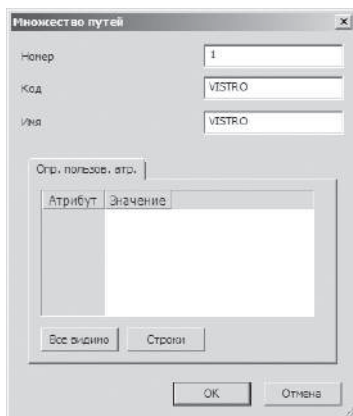 Множество путей
Номер 1
Код VISTRO
Имя VISTRO
Опр. пользов. атр.
Атрибут Значение
Все видимо Строки
OK Отмена